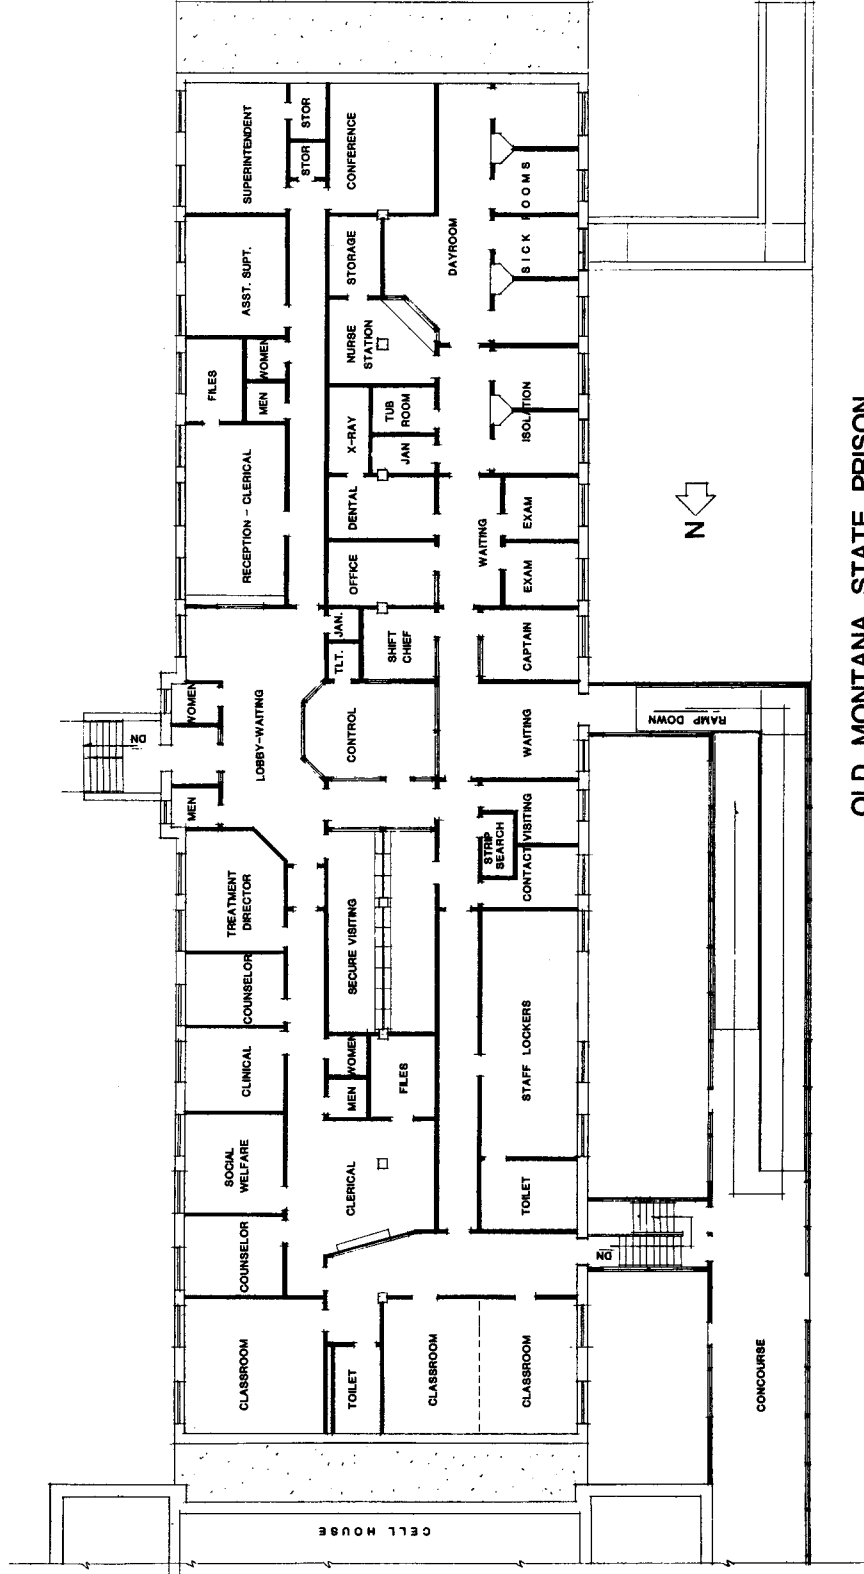 CELL HOUSE
DN
MEN
WOMEN
CLASSROOM
COUNSELOR
SOCIAL
WELFARE
CLINICAL
COUNSELOR
TREATMENT
DIRECTOR
LOBBY-WAITING
RECEPTION - CLERICAL
FILES
MEN
WOMEN
ASST. SUPT.
SUPERINTENDENT
STOR
STOR
TOILET
CLERICAL
MEN
WOMEN
FILES
SECURE VISITING
CONTROL
TLT.
JAN.
SHIFT
CHIEF
OFFICE
DENTAL
X-RAY
JAN
TUB
ROOM
NURSE
STATION
STORAGE
CONFERENCE
DAYROOM
CLASSROOM
CLASSROOM
TOILET
STAFF LOCKERS
STRIP
SEARCH
CONTACT VISITING
WAITING
CAPTAIN
WAITING
EXAM
EXAM
ISOLATION
SICK ROOMS
DN
RAMP DOWN
N
CONCOURSE
OLD MONTANA STATE PRISON